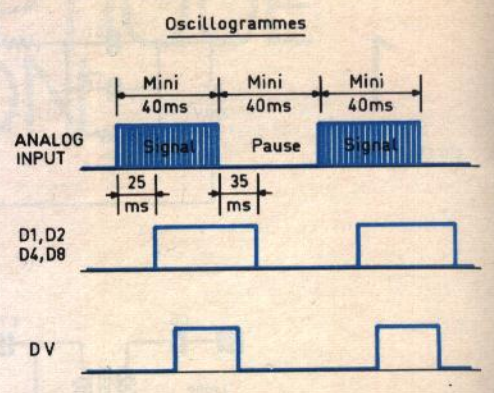 Oscillogrammes
Mini Mini Mini
40ms 40ms 40ms
ANALOG
INPUT
Signal Pause Signal
25 35
ms ms
D1,D2
D4,D8
DV